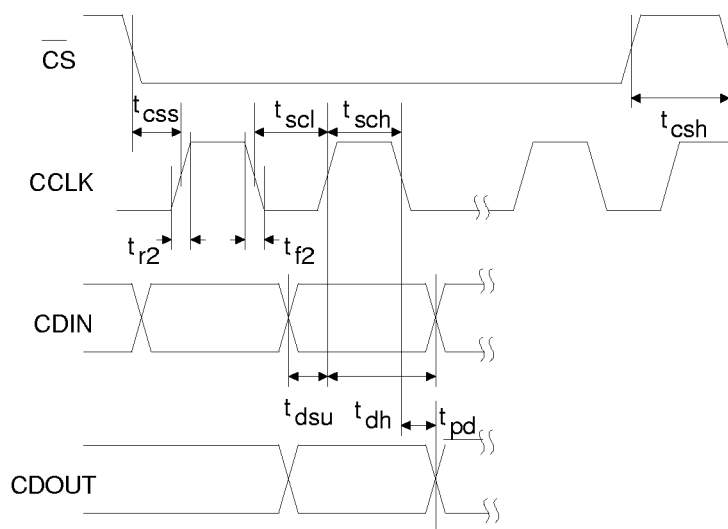 CS
t css
t scl
t sch
t csh
CCLK
t r2
t f2
CDIN
t dsu
t dh
t pd
CDOUT